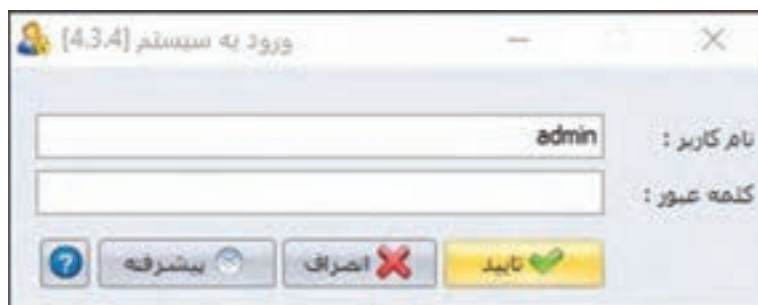 ورود به سیستم [4.3.4]
نام کاربر : admin
کلمه عبور :
تایید انصراف پیشرفته ?